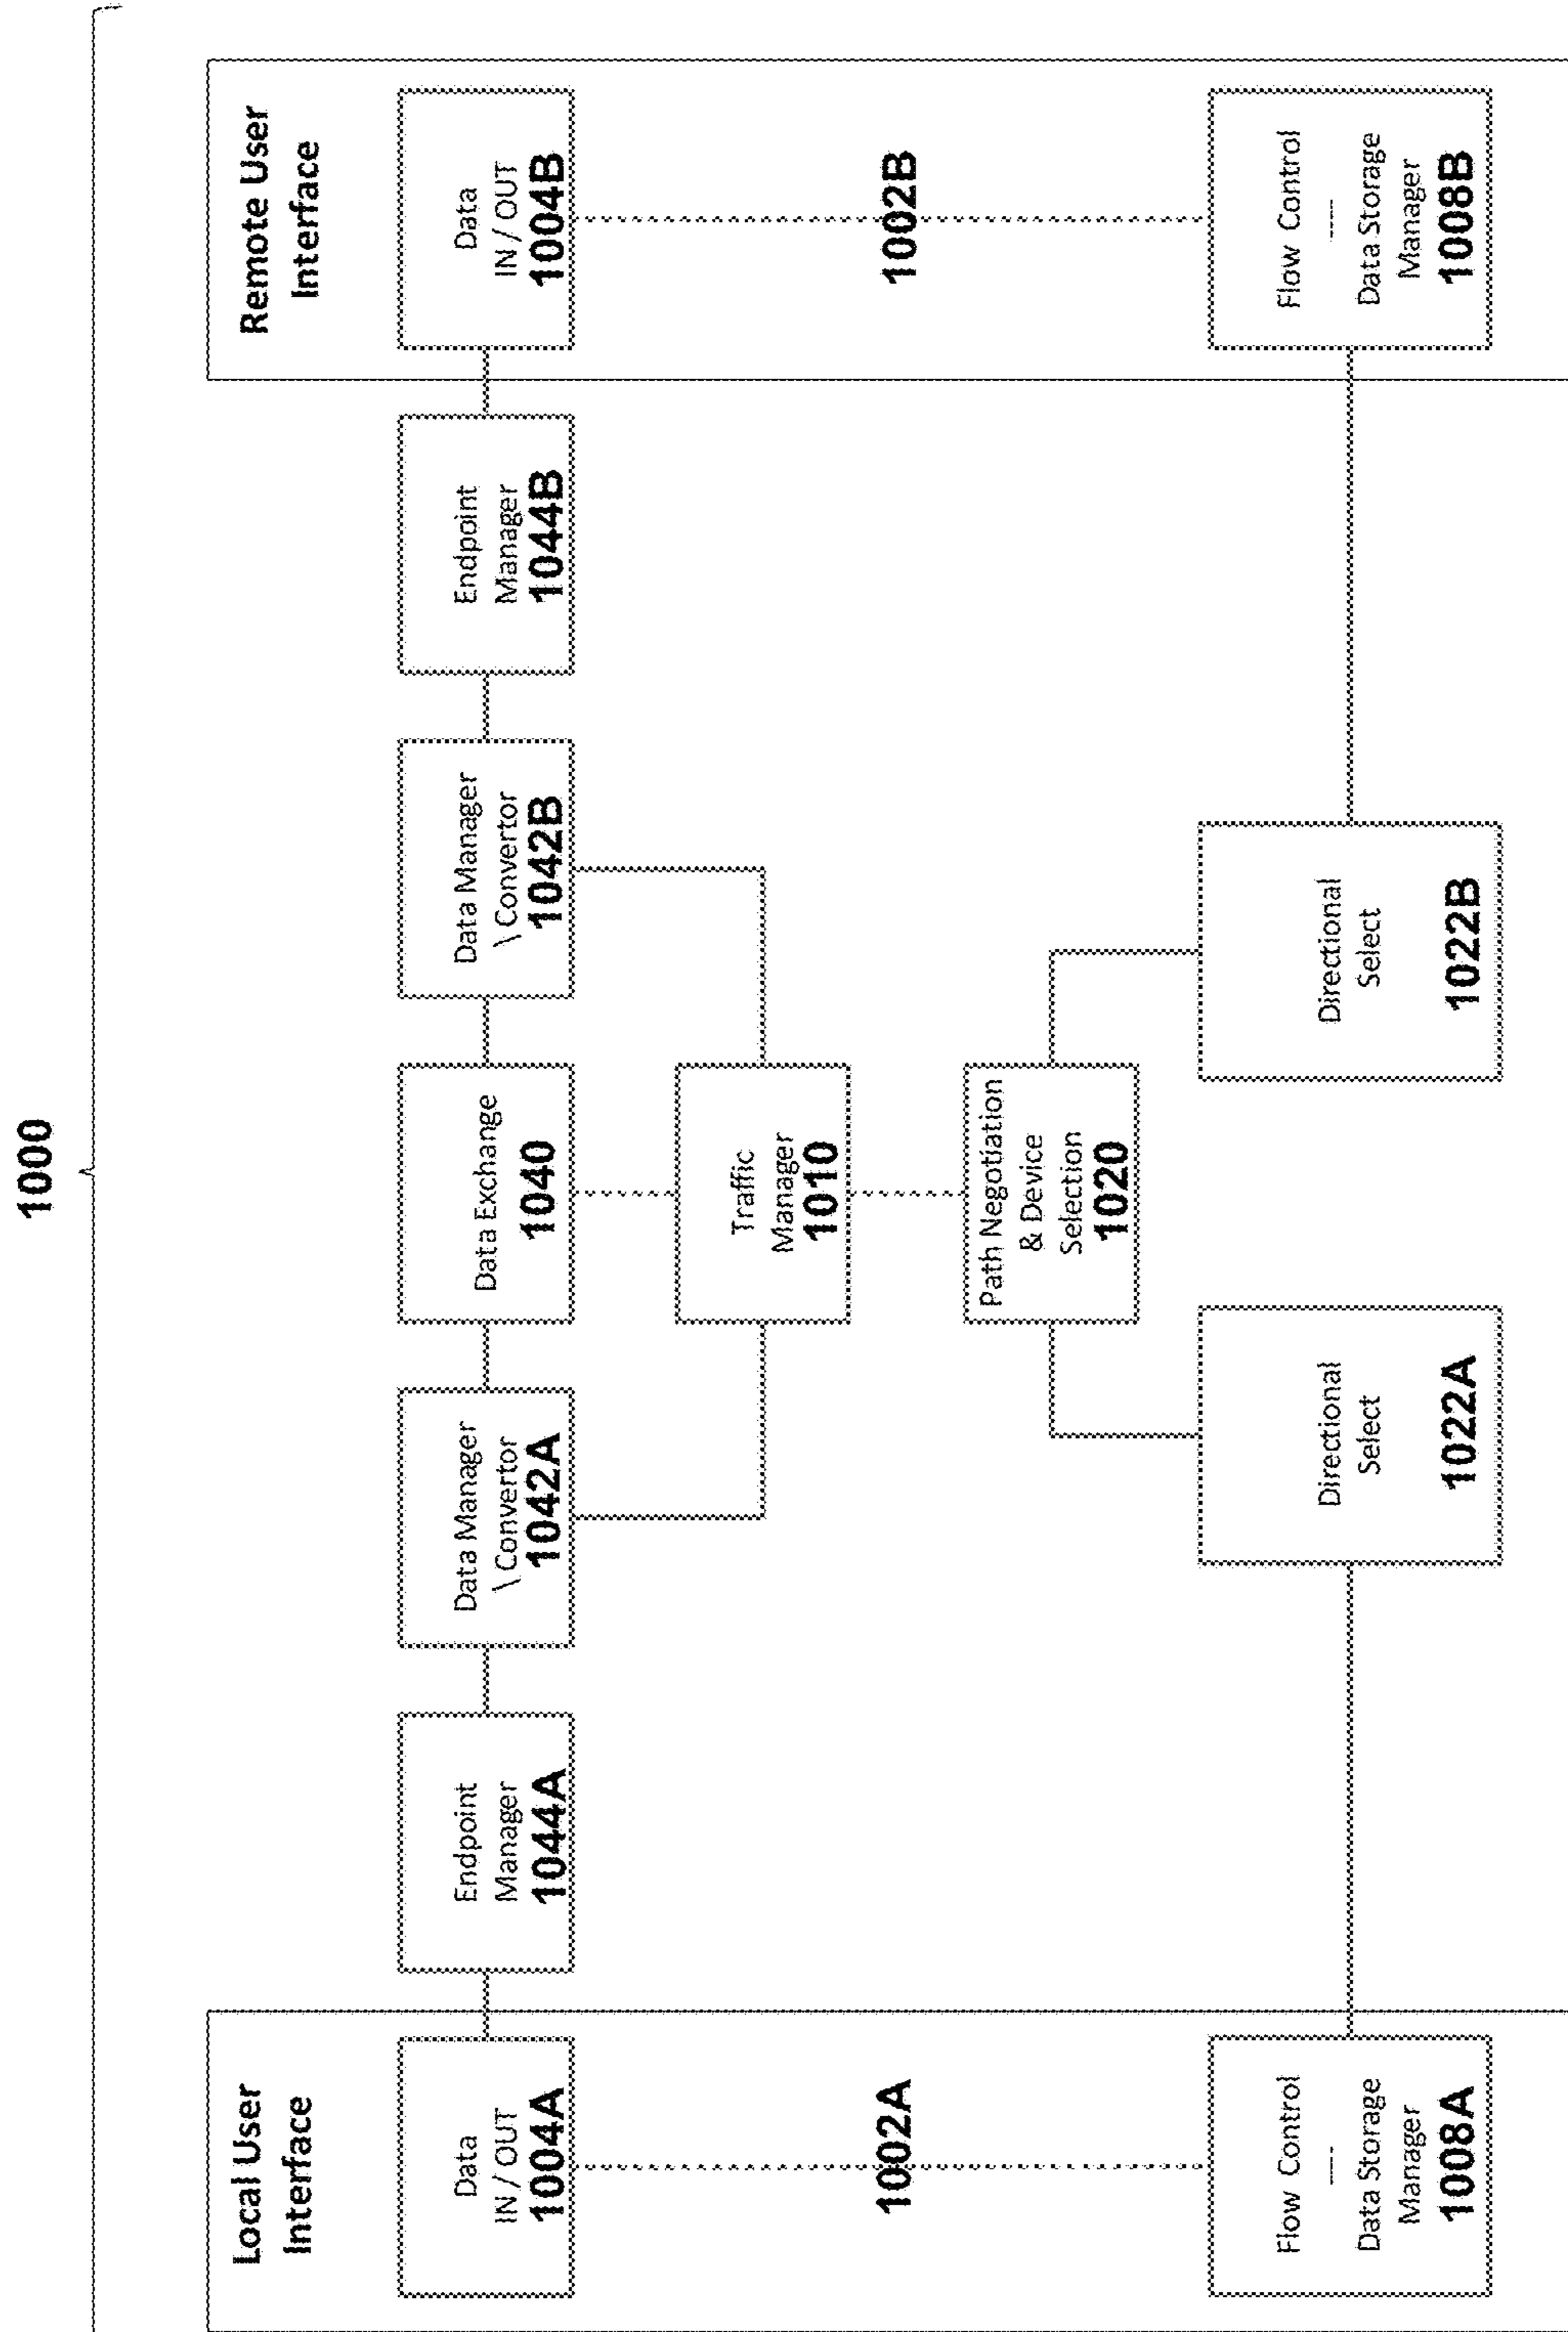 1000
Local User
Interface
Remote User
Interface
Data
IN / OUT
1004A
Endpoint
Manager
1044A
Data Manager
\ Convertor
1042A
Data Exchange
1040
Data Manager
\ Convertor
1042B
Endpoint
Manager
1044B
Data
IN / OUT
1004B
Traffic
Manager
1010
1002A
1002B
Path Negotiation
& Device
Selection
1020
Flow Control
—
Data Storage
Manager
1008A
Directional
Select
1022A
Directional
Select
1022B
Flow Control
—
Data Storage
Manager
1008B